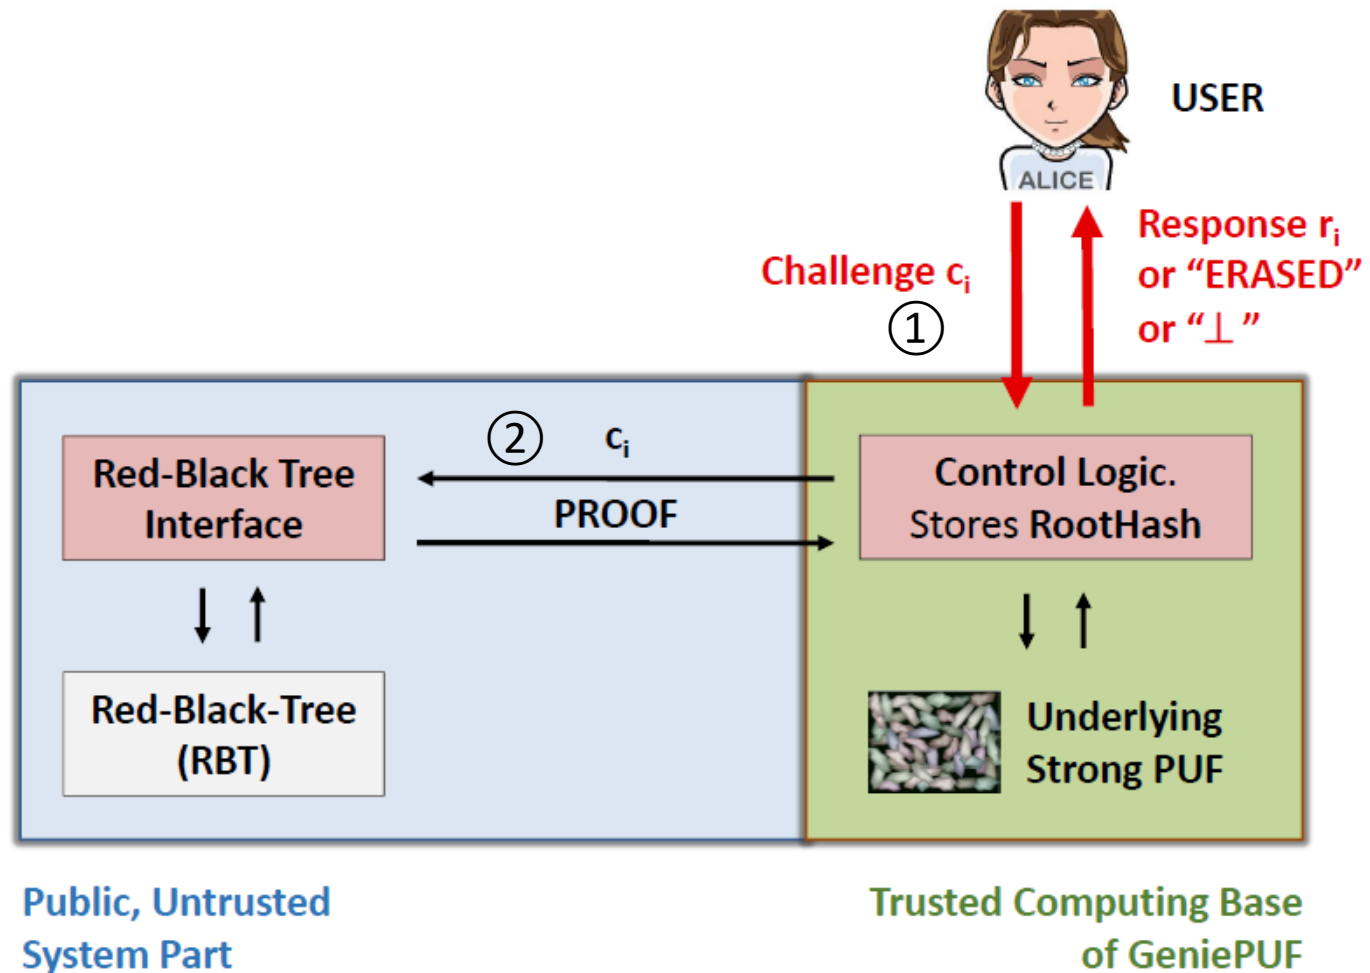 USER
ALICE
Challenge cᵢ
①
Response rᵢ
or “ERASED”
or “⊥”
② cᵢ
PROOF
Red-Black Tree
Interface
Control Logic.
Stores RootHash
Red-Black-Tree
(RBT)
Underlying
Strong PUF
Public, Untrusted
System Part
Trusted Computing Base
of GeniePUF